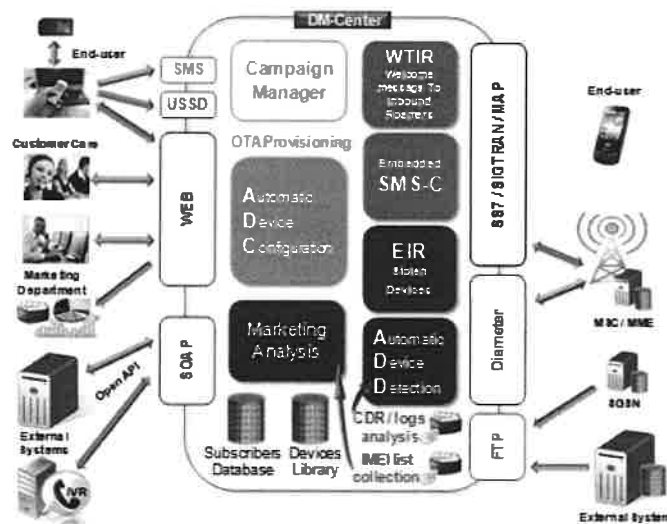 DM-Center
End-user
SMS
USSD
Customer Care
WEB
Marketing
Department
SOAP
Open API
External
Systems
IVR
Campaign
Manager
OTA Provisioning
Automatic
Device
Configuration
Marketing
Analysis
Subscribers
Database
Devices
Library
WTIR
Welcome
message To
Inbound
Roamers
Embedded
SMS-C
EIR
Stolen
Devices
Automatic
Device
Detection
CDR / logs
analysis
IMEI list
collection
SS7 / SIGTRAN / MAP
Diameter
FTP
End-user
MSC / MME
SGSN
External System